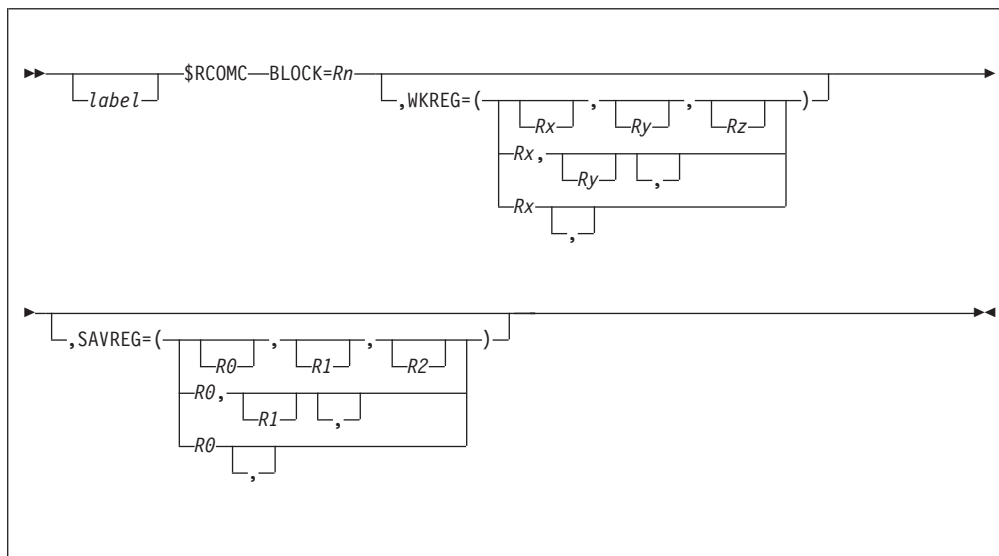 $RCOMC BLOCK=Rn
label ,WKREG=( , , )
Rx Ry Rz
Rx,
Ry ,
Rx
,
,SAVREG=( , , )
R0 R1 R2
R0,
R1 ,
R0
,